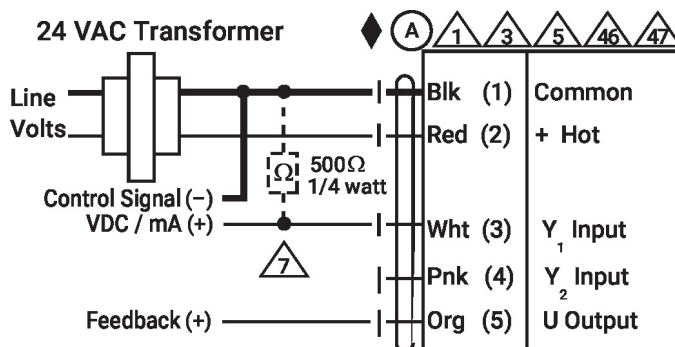 24 VAC Transformer
A 1 3 5 46 47
Line
Volts
Blk (1) Common
Red (2) + Hot
Ω 500Ω
1/4 watt
Control Signal (–)
VDC / mA (+)
Wht (3) Y1 Input
7
Pnk (4) Y2 Input
Feedback (+)
Org (5) U Output